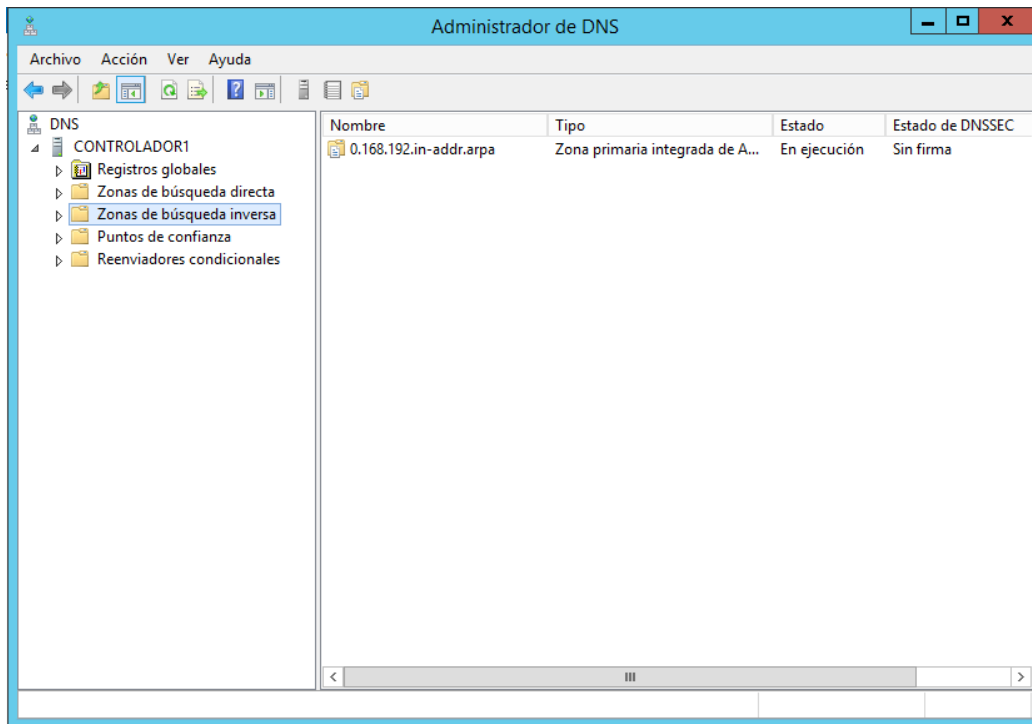 Administrador de DNS
Archivo Acción Ver Ayuda
DNS
CONTROLADOR1
Registros globales
Zonas de búsqueda directa
Zonas de búsqueda inversa
Puntos de confianza
Reenviadores condicionales
Nombre Tipo Estado Estado de DNSSEC
0.168.192.in-addr.arpa Zona primaria integrada de A... En ejecución Sin firma